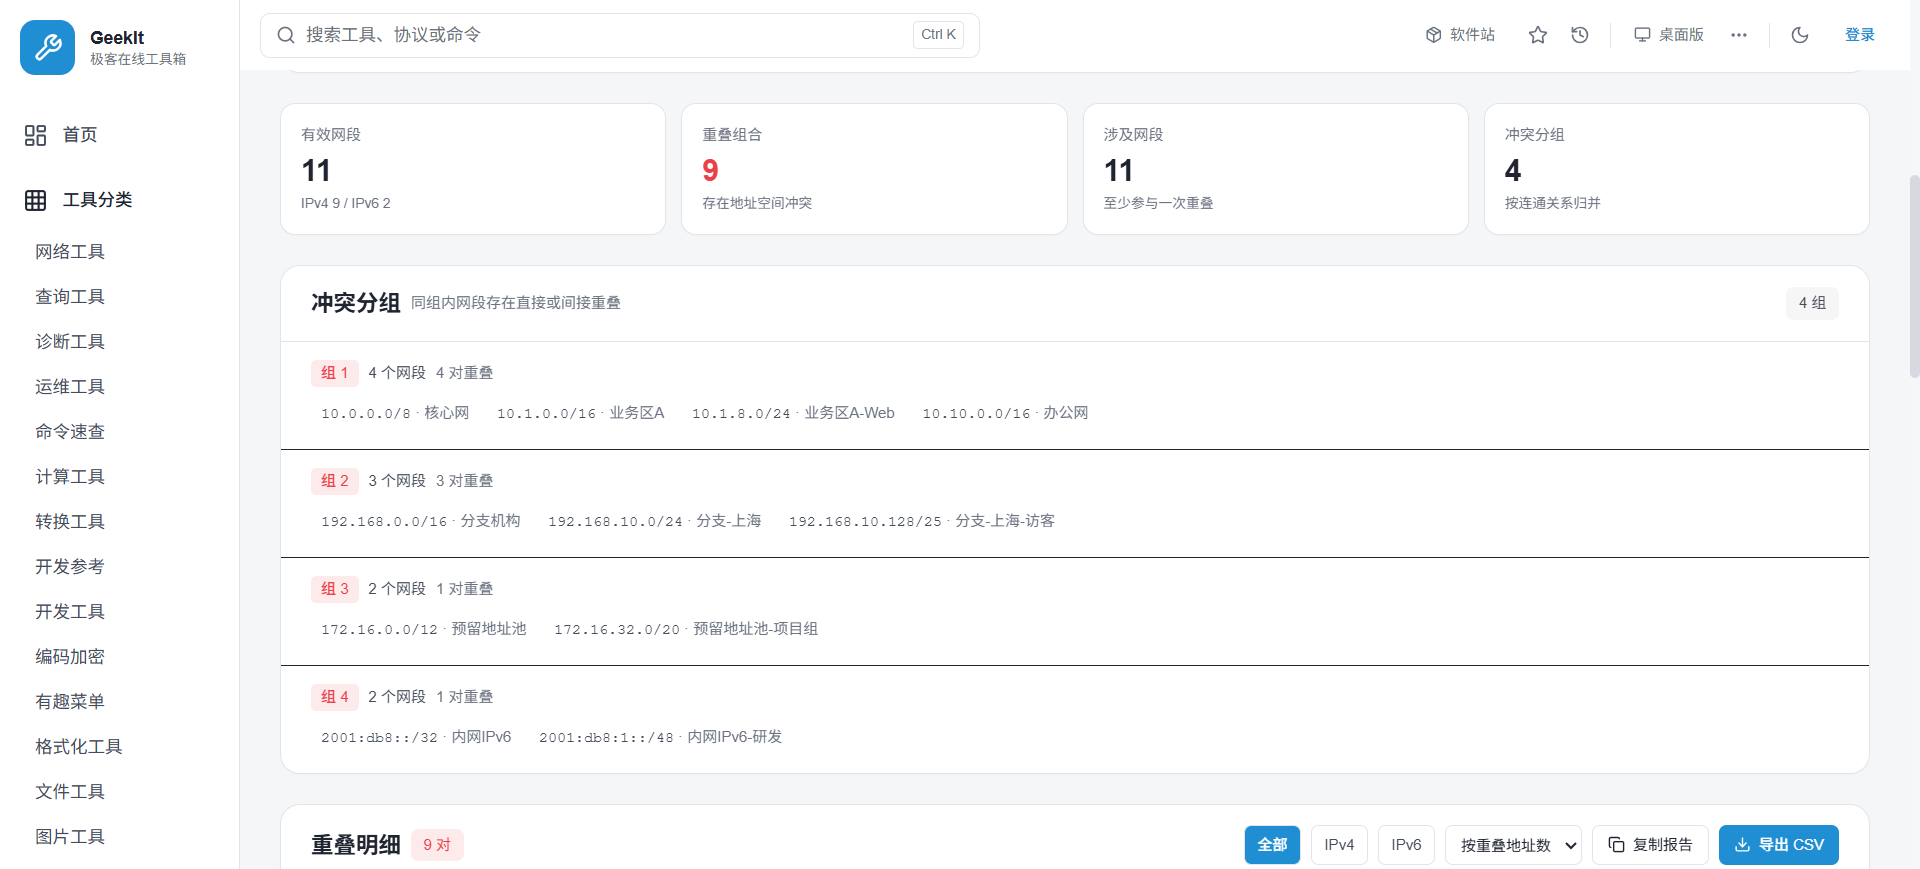 GeekIt
极客在线工具箱
搜索工具、协议或命令
Ctrl K
软件站
桌面版
登录
首页
工具分类
网络工具
查询工具
诊断工具
运维工具
命令速查
计算工具
转换工具
开发参考
开发工具
编码加密
有趣菜单
格式化工具
文件工具
图片工具
有效网段
11
IPv4 9 / IPv6 2
重叠组合
9
存在地址空间冲突
涉及网段
11
至少参与一次重叠
冲突分组
4
按连通关系归并
冲突分组 同组内网段存在直接或间接重叠
4 组
组 1 4 个网段 4 对重叠
10.0.0.0/8 · 核心网 10.1.0.0/16 · 业务区A 10.1.8.0/24 · 业务区A-Web 10.10.0.0/16 · 办公网
组 2 3 个网段 3 对重叠
192.168.0.0/16 · 分支机构 192.168.10.0/24 · 分支-上海 192.168.10.128/25 · 分支-上海-访客
组 3 2 个网段 1 对重叠
172.16.0.0/12 · 预留地址池 172.16.32.0/20 · 预留地址池-项目组
组 4 2 个网段 1 对重叠
2001:db8::/32 · 内网IPv6 2001:db8:1::/48 · 内网IPv6-研发
重叠明细 9 对
全部 IPv4 IPv6 按重叠地址数 复制报告 导出 CSV